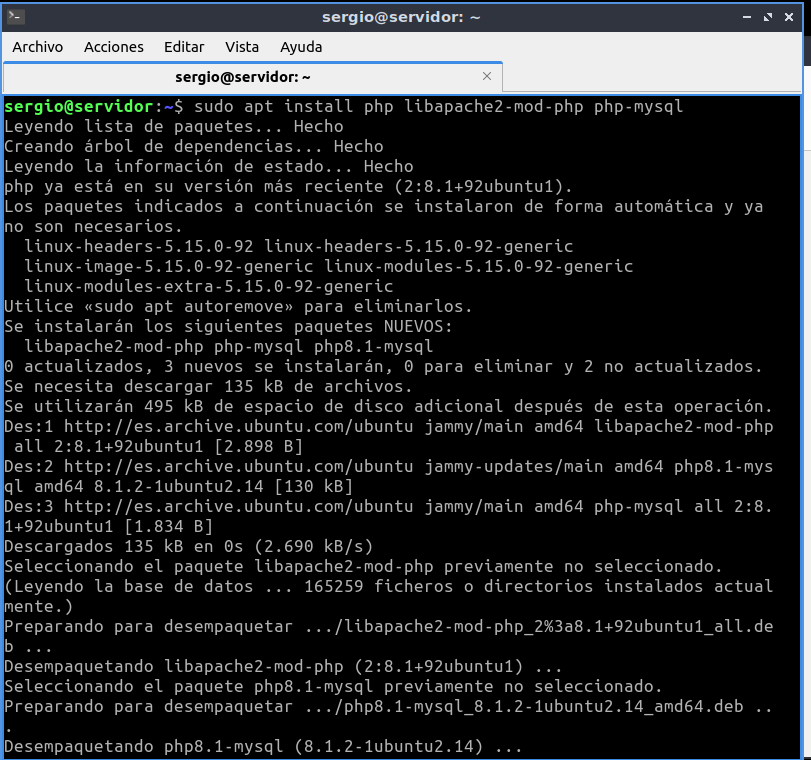 sergio@servidor: ~
Archivo Acciones Editar Vista Ayuda
sergio@servidor: ~
sergio@servidor:~$ sudo apt install php libapache2-mod-php php-mysql
Leyendo lista de paquetes... Hecho
Creando árbol de dependencias... Hecho
Leyendo la información de estado... Hecho
php ya está en su versión más reciente (2:8.1+92ubuntu1).
Los paquetes indicados a continuación se instalaron de forma automática y ya
no son necesarios.
  linux-headers-5.15.0-92 linux-headers-5.15.0-92-generic
  linux-image-5.15.0-92-generic linux-modules-5.15.0-92-generic
  linux-modules-extra-5.15.0-92-generic
Utilice «sudo apt autoremove» para eliminarlos.
Se instalarán los siguientes paquetes NUEVOS:
  libapache2-mod-php php-mysql php8.1-mysql
0 actualizados, 3 nuevos se instalarán, 0 para eliminar y 2 no actualizados.
Se necesita descargar 135 kB de archivos.
Se utilizarán 495 kB de espacio de disco adicional después de esta operación.
Des:1 http://es.archive.ubuntu.com/ubuntu jammy/main amd64 libapache2-mod-php
 all 2:8.1+92ubuntu1 [2.898 B]
Des:2 http://es.archive.ubuntu.com/ubuntu jammy-updates/main amd64 php8.1-mys
ql amd64 8.1.2-1ubuntu2.14 [130 kB]
Des:3 http://es.archive.ubuntu.com/ubuntu jammy/main amd64 php-mysql all 2:8.
1+92ubuntu1 [1.834 B]
Descargados 135 kB en 0s (2.690 kB/s)
Seleccionando el paquete libapache2-mod-php previamente no seleccionado.
(Leyendo la base de datos ... 165259 ficheros o directorios instalados actual
mente.)
Preparando para desempaquetar .../libapache2-mod-php_2%3a8.1+92ubuntu1_all.de
b ...
Desempaquetando libapache2-mod-php (2:8.1+92ubuntu1) ...
Seleccionando el paquete php8.1-mysql previamente no seleccionado.
Preparando para desempaquetar .../php8.1-mysql_8.1.2-1ubuntu2.14_amd64.deb ..
.
Desempaquetando php8.1-mysql (8.1.2-1ubuntu2.14) ...